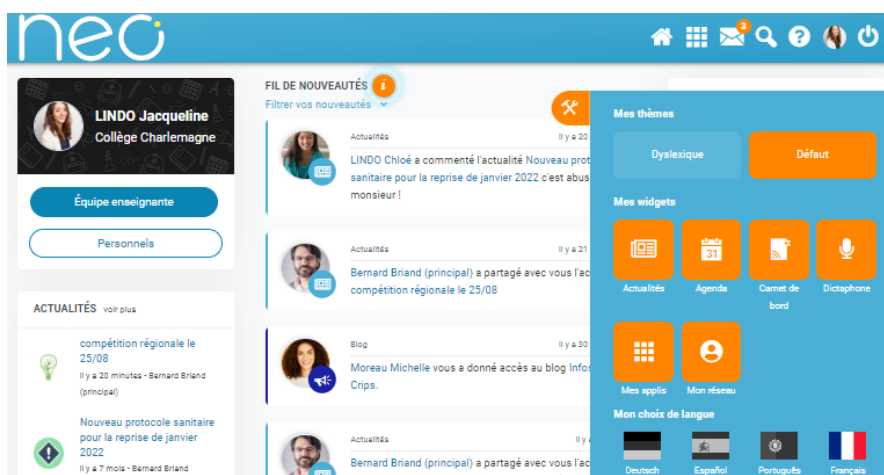 neo
3
LINDO Jacqueline
Collège Charlemagne
Équipe enseignante
Personnels
ACTUALITÉS voir plus
compétition régionale le
25/08
Il y a 20 minutes - Bernard Briand
(principal)
Nouveau protocole sanitaire
pour la reprise de janvier
2022
Il y a 7 mois - Bernard Briand
FIL DE NOUVEAUTÉS i
Filtrer vos nouveautés
Actualités Il y a 20
LINDO Chloé a commenté l'actualité Nouveau prot
sanitaire pour la reprise de janvier 2022 c'est abus
monsieur !
Actualités Il y a 21
Bernard Briand (principal) a partagé avec vous l'ac
compétition régionale le 25/08
Blog Il y a 30
Moreau Michelle vous a donné accès au blog Infos
Crips.
Actualités Il y
Bernard Briand (principal) a partagé avec vous l'ac
Mes thèmes
Dyslexique Défaut
Mes widgets
31
Actualités Agenda Carnet de
bord Dictaphone
Mes applis Mon réseau
Mon choix de langue
Deutsch Español Português Français